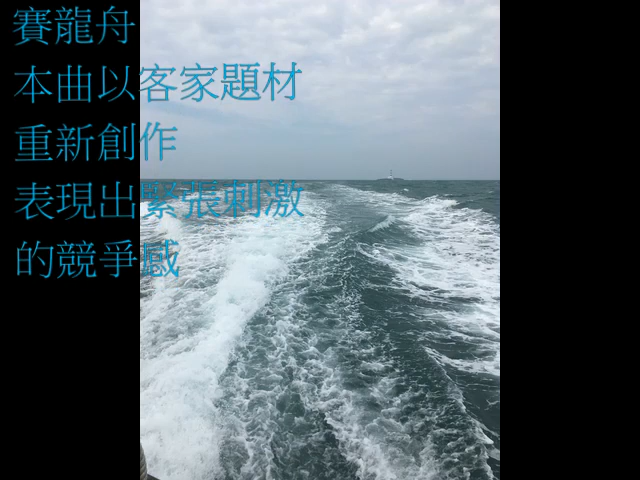 賽龍舟
本曲以客家題材
重新創作
表現出緊張刺激
的競爭感